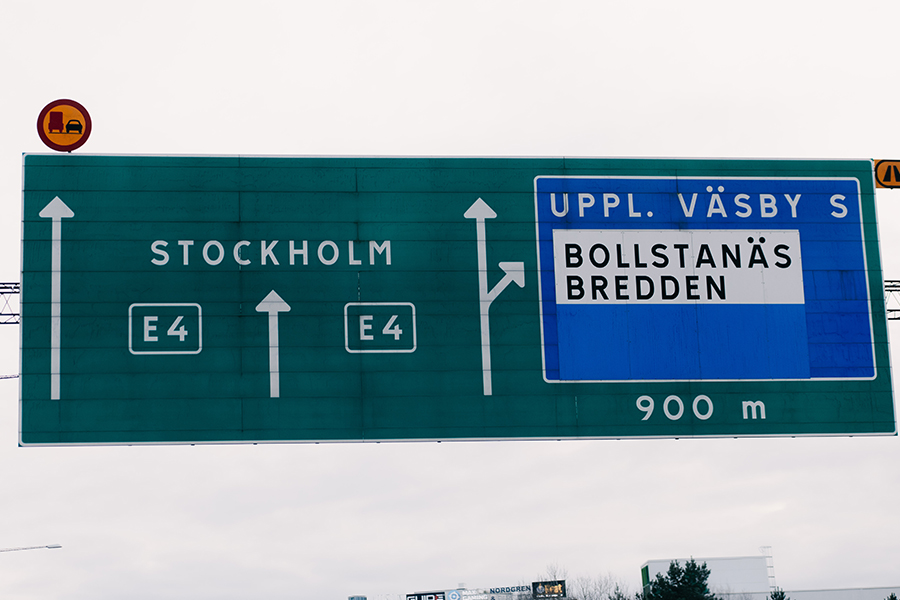 STOCKHOLM
E4
E4
UPPL. VÄSBY S
BOLLSTANÄS
BREDDEN
900 m
NORDGREN